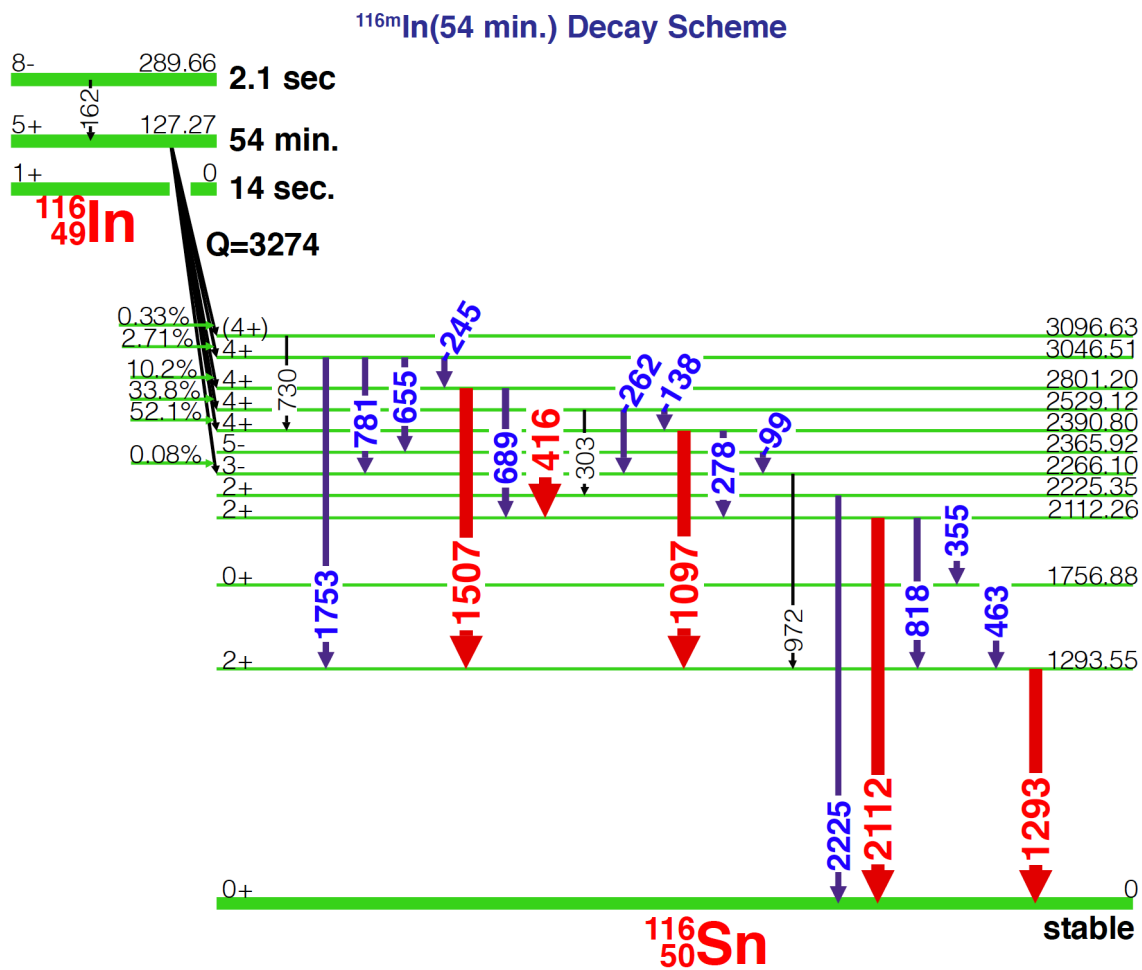 116mIn(54 min.) Decay Scheme
8- 289.66 2.1 sec
162
5+ 127.27 54 min.
1+ 0 14 sec.
116
49In
Q=3274
0.33% (4+) 3096.63
2.71% 4+ 3046.51
10.2% 4+ 2801.20
33.8% 4+ 2529.12
52.1% 4+ 2390.80
5- 2365.92
0.08% 3- 2266.10
2+ 2225.35
2+ 2112.26
0+ 1756.88
2+ 1293.55
0+ 0
730
1753
781
655
245
1507
689
416
303
262
138
1097
278
99
972
2225
2112
818
355
463
1293
stable
116
50Sn